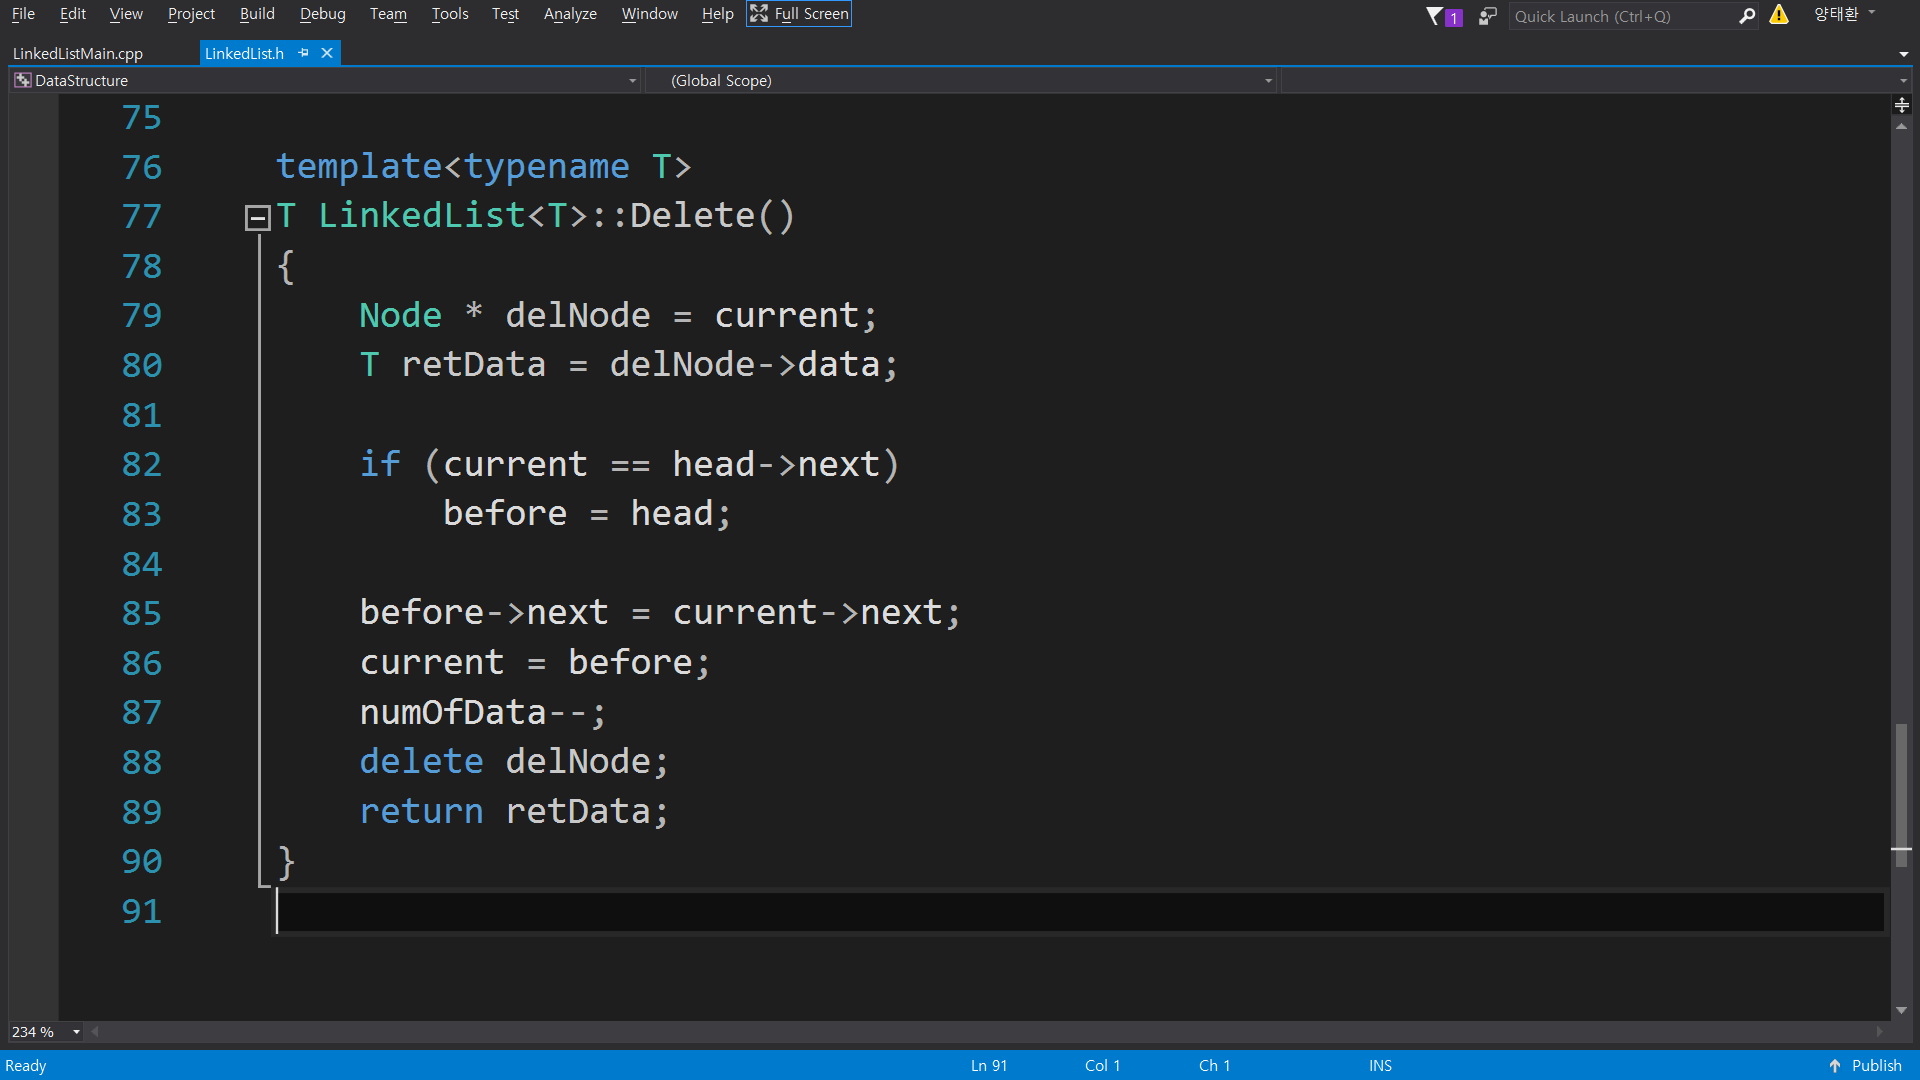 File Edit View Project Build Debug Team Tools Test Analyze Window Help Full Screen 1 Quick Launch (Ctrl+Q) 양태환
LinkedListMain.cpp LinkedList.h
DataStructure (Global Scope)
75
76 template<typename T>
77 T LinkedList<T>::Delete()
78 {
79 Node * delNode = current;
80 T retData = delNode->data;
81
82 if (current == head->next)
83 before = head;
84
85 before->next = current->next;
86 current = before;
87 numOfData--;
88 delete delNode;
89 return retData;
90 }
91
234 %
Ready Ln 91 Col 1 Ch 1 INS Publish